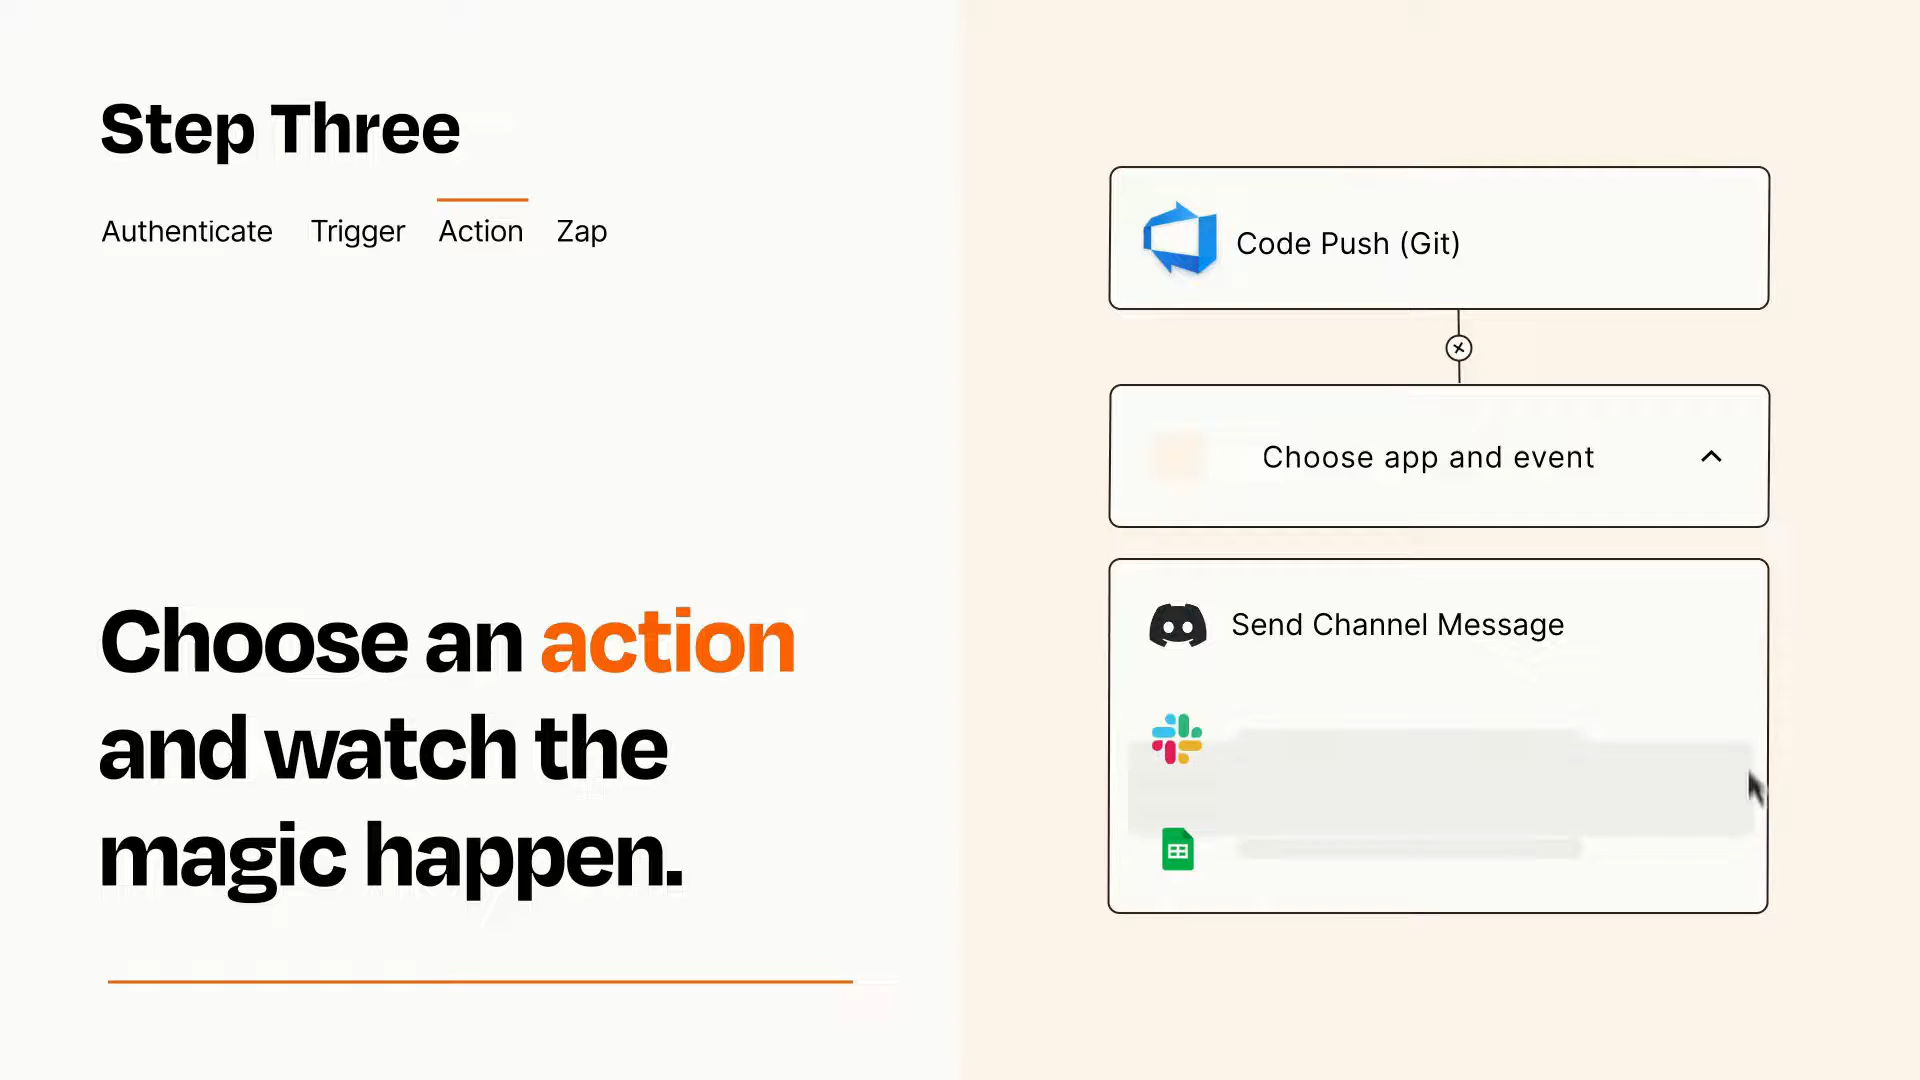 Step Three
Authenticate Trigger Action Zap
Choose an action
and watch the
magic happen.
Code Push (Git)
Choose app and event
Send Channel Message